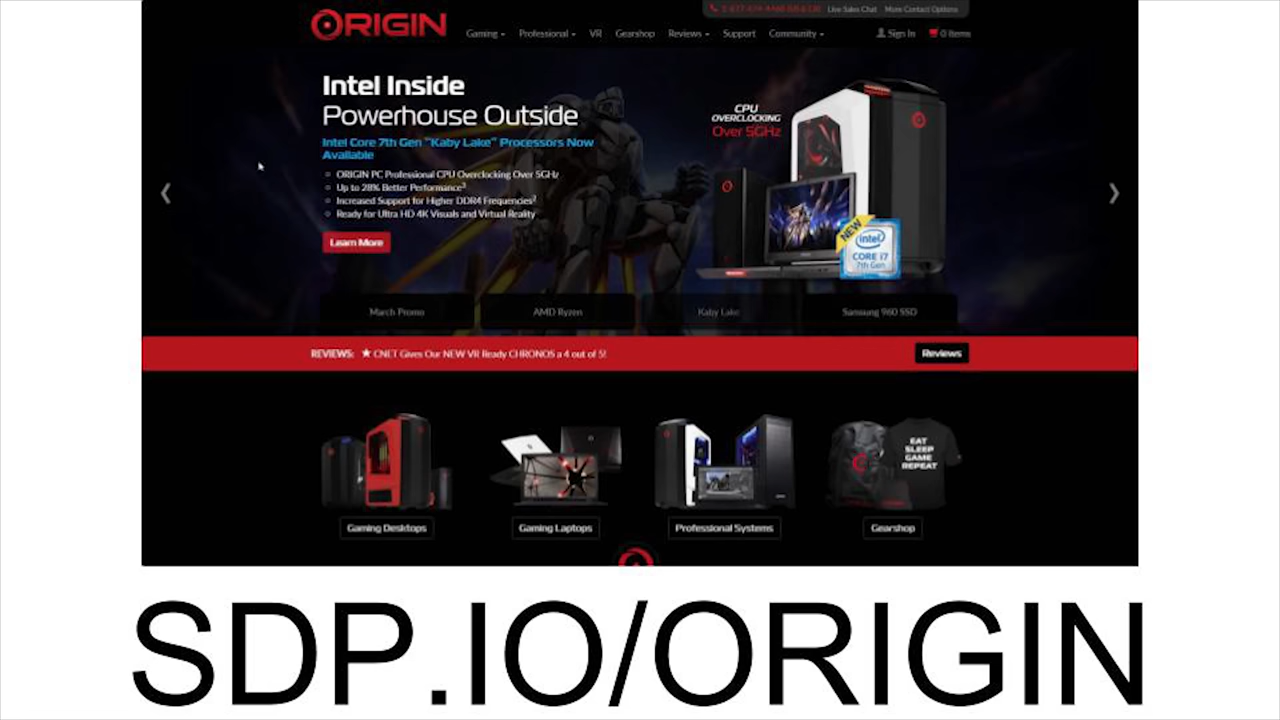 Live Sales Chat More Contact Options
ORIGIN
Gaming Professional VR Gearshop Reviews Support Community Sign In 0 Items
Intel Inside
Powerhouse Outside
Intel Core 7th Gen "Kaby Lake" Processors Now
Available
ORIGIN PC Professional CPU Overclocking Over 5GHz
Up to 28% Better Performance³
Increased Support for Higher DDR4 Frequencies²
Ready for Ultra HD 4K Visuals and Virtual Reality
Learn More
CPU
OVERCLOCKING
Over 5GHz
NEW
intel
CORE i7
7th Gen
March Promo AMD Ryzen Kaby Lake Samsung 960 SSD
REVIEWS: ★ CNET Gives Our NEW VR Ready CHRONOS a 4 out of 5! Reviews
EAT
SLEEP
GAME
REPEAT
Gaming Desktops Gaming Laptops Professional Systems Gearshop
SDP.IO/ORIGIN